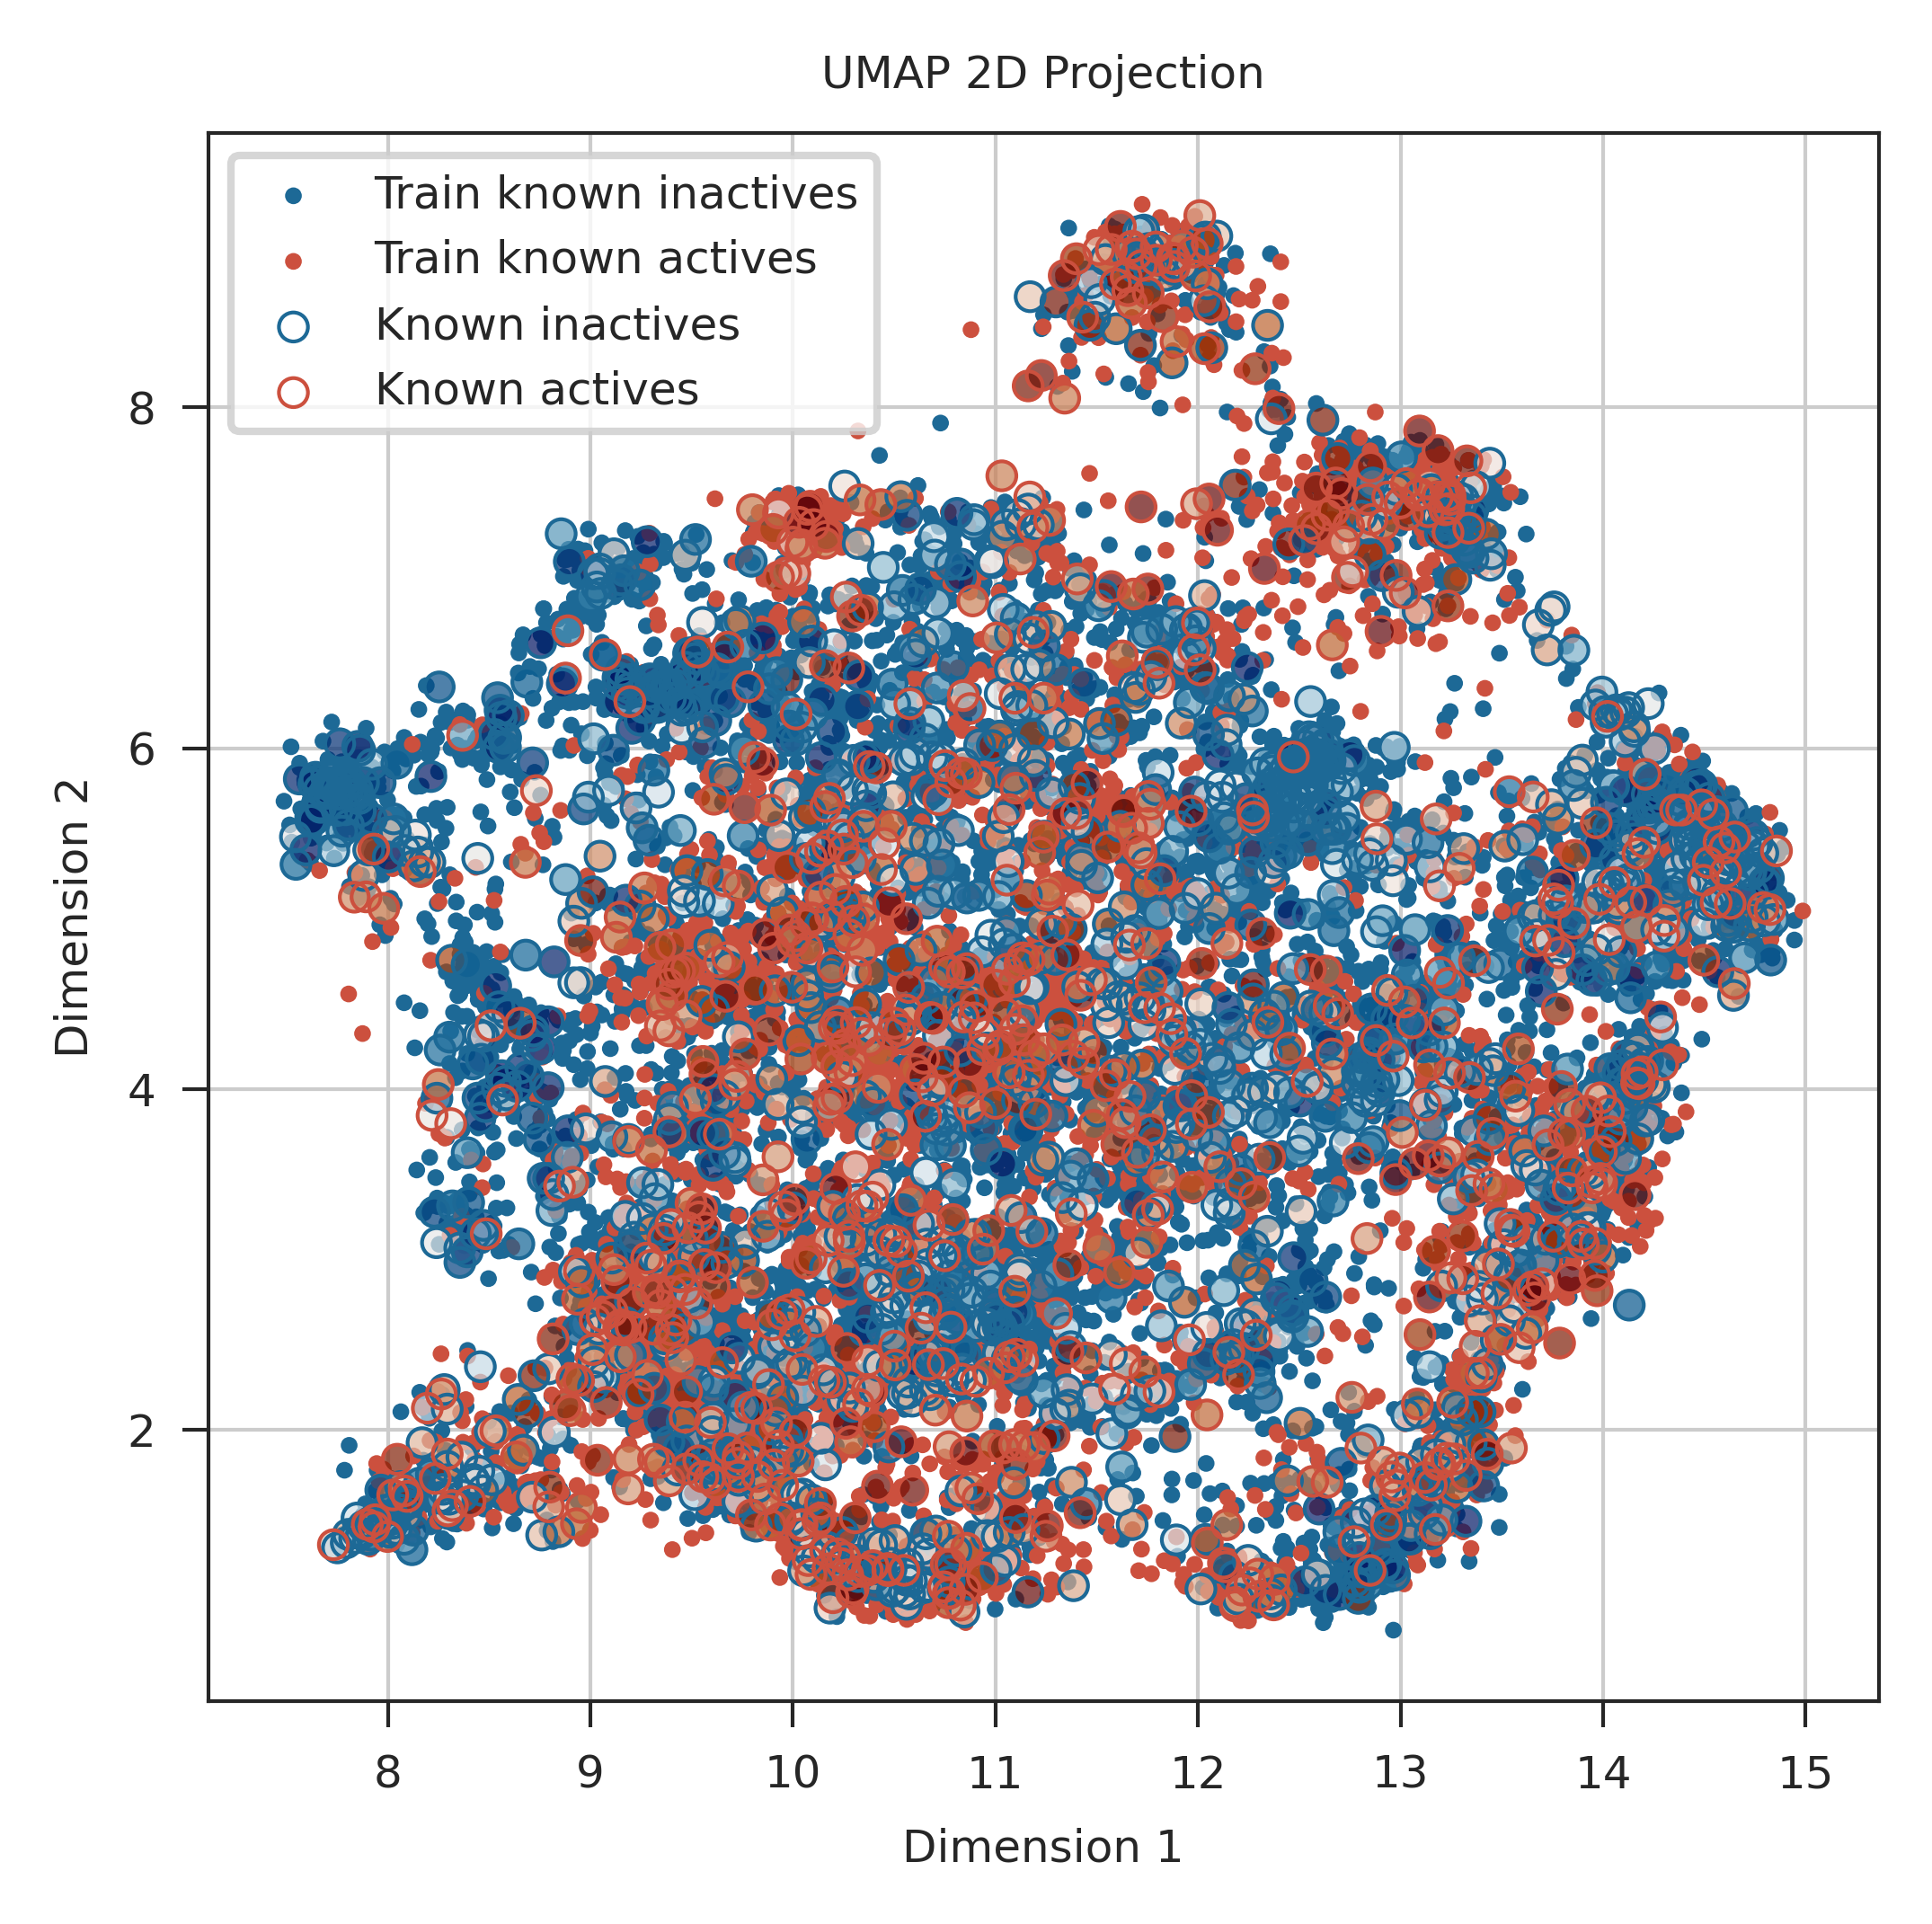 UMAP 2D Projection
Train known inactives
Train known actives
Known inactives
Known actives
8
6
4
2
Dimension 2
8 9 10 11 12 13 14 15
Dimension 1